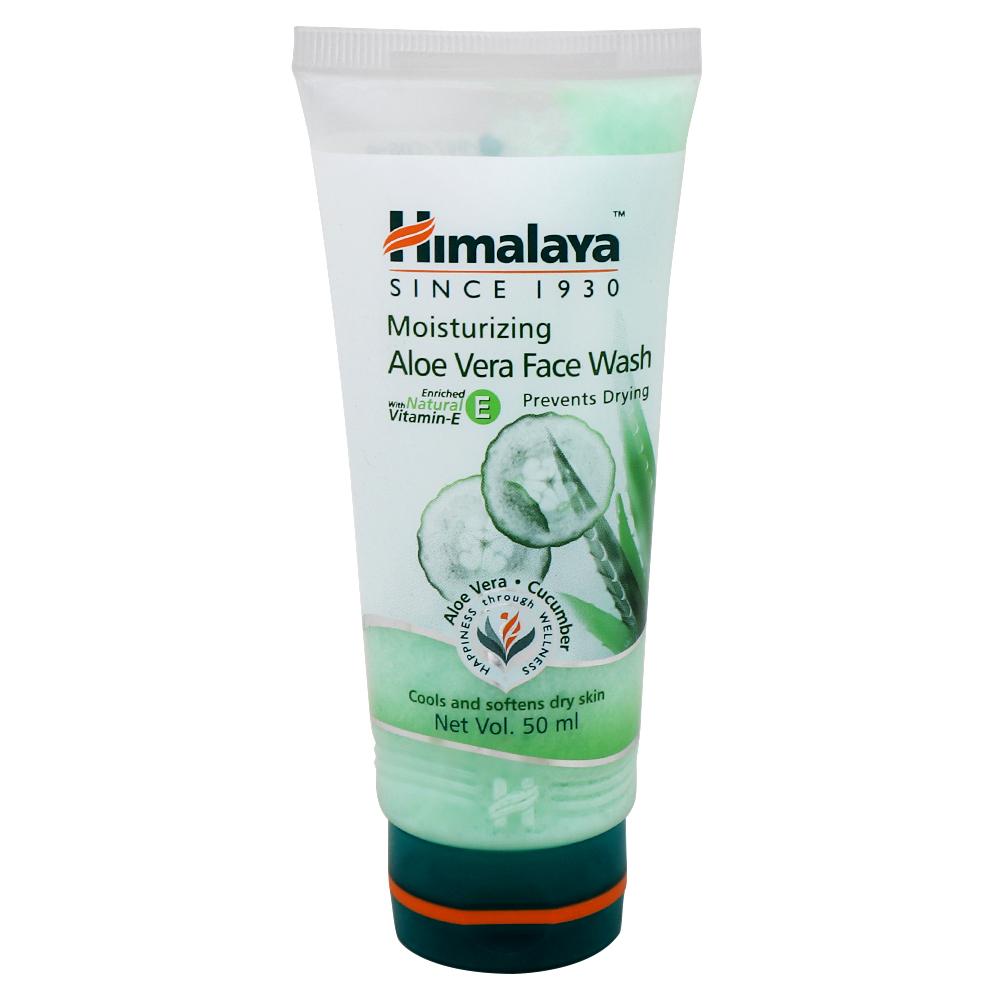 Himalaya™
SINCE 1930
Moisturizing
Aloe Vera Face Wash
Enriched
With Natural
Vitamin-E
E
Prevents Drying
Aloe Vera • Cucumber
HAPPINESS through WELLNESS
Cools and softens dry skin
Net Vol. 50 ml
H